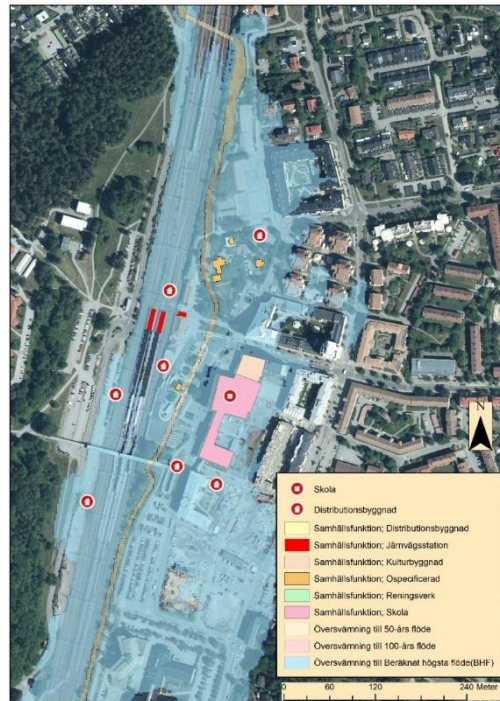 N
Skola
Distributionsbyggnad
Samhällsfunktion; Distributionsbyggnad
Samhällsfunktion; Järnvägsstation
Samhällsfunktion; Kulturbyggnad
Samhällsfunktion; Ospecificerad
Samhällsfunktion; Reningsverk
Samhällsfunktion; Skola
Översvämning till 50-års flöde
Översvämning till 100-års flöde
Översvämning till Beräknat högsta flöde(BHF)
0 60 120 240 Meter